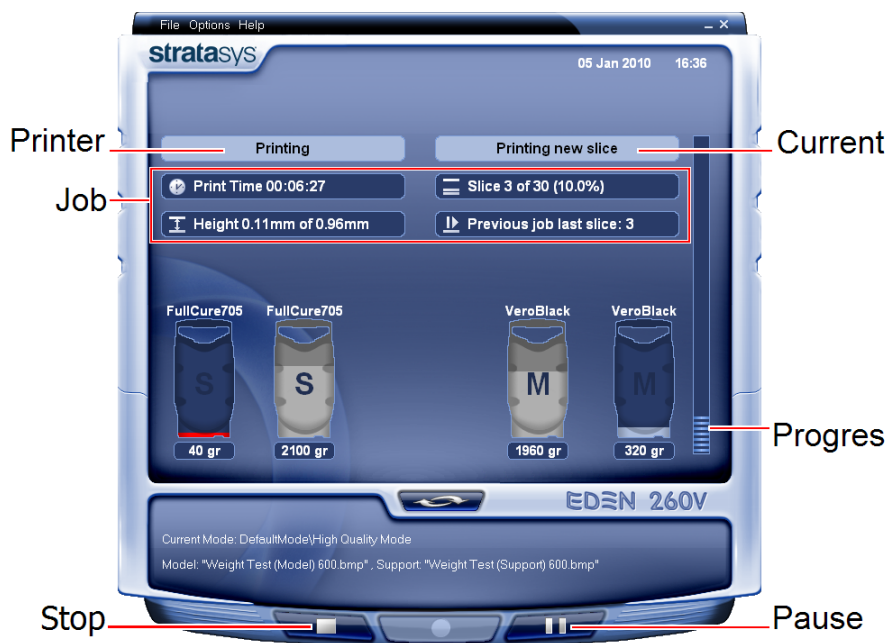 File Options Help
stratasys
05 Jan 2010 16:36
Printer
Printing
Printing new slice
Current
Job
Print Time 00:06:27
Slice 3 of 30 (10.0%)
Height 0.11mm of 0.96mm
Previous job last slice: 3
FullCure705
FullCure705
VeroBlack
VeroBlack
S
S
M
M
40 gr
2100 gr
1960 gr
320 gr
Progres
EDEN 260V
Current Mode: DefaultMode\High Quality Mode
Model: "Weight Test (Model) 600.bmp" , Support: "Weight Test (Support) 600.bmp"
Stop
Pause